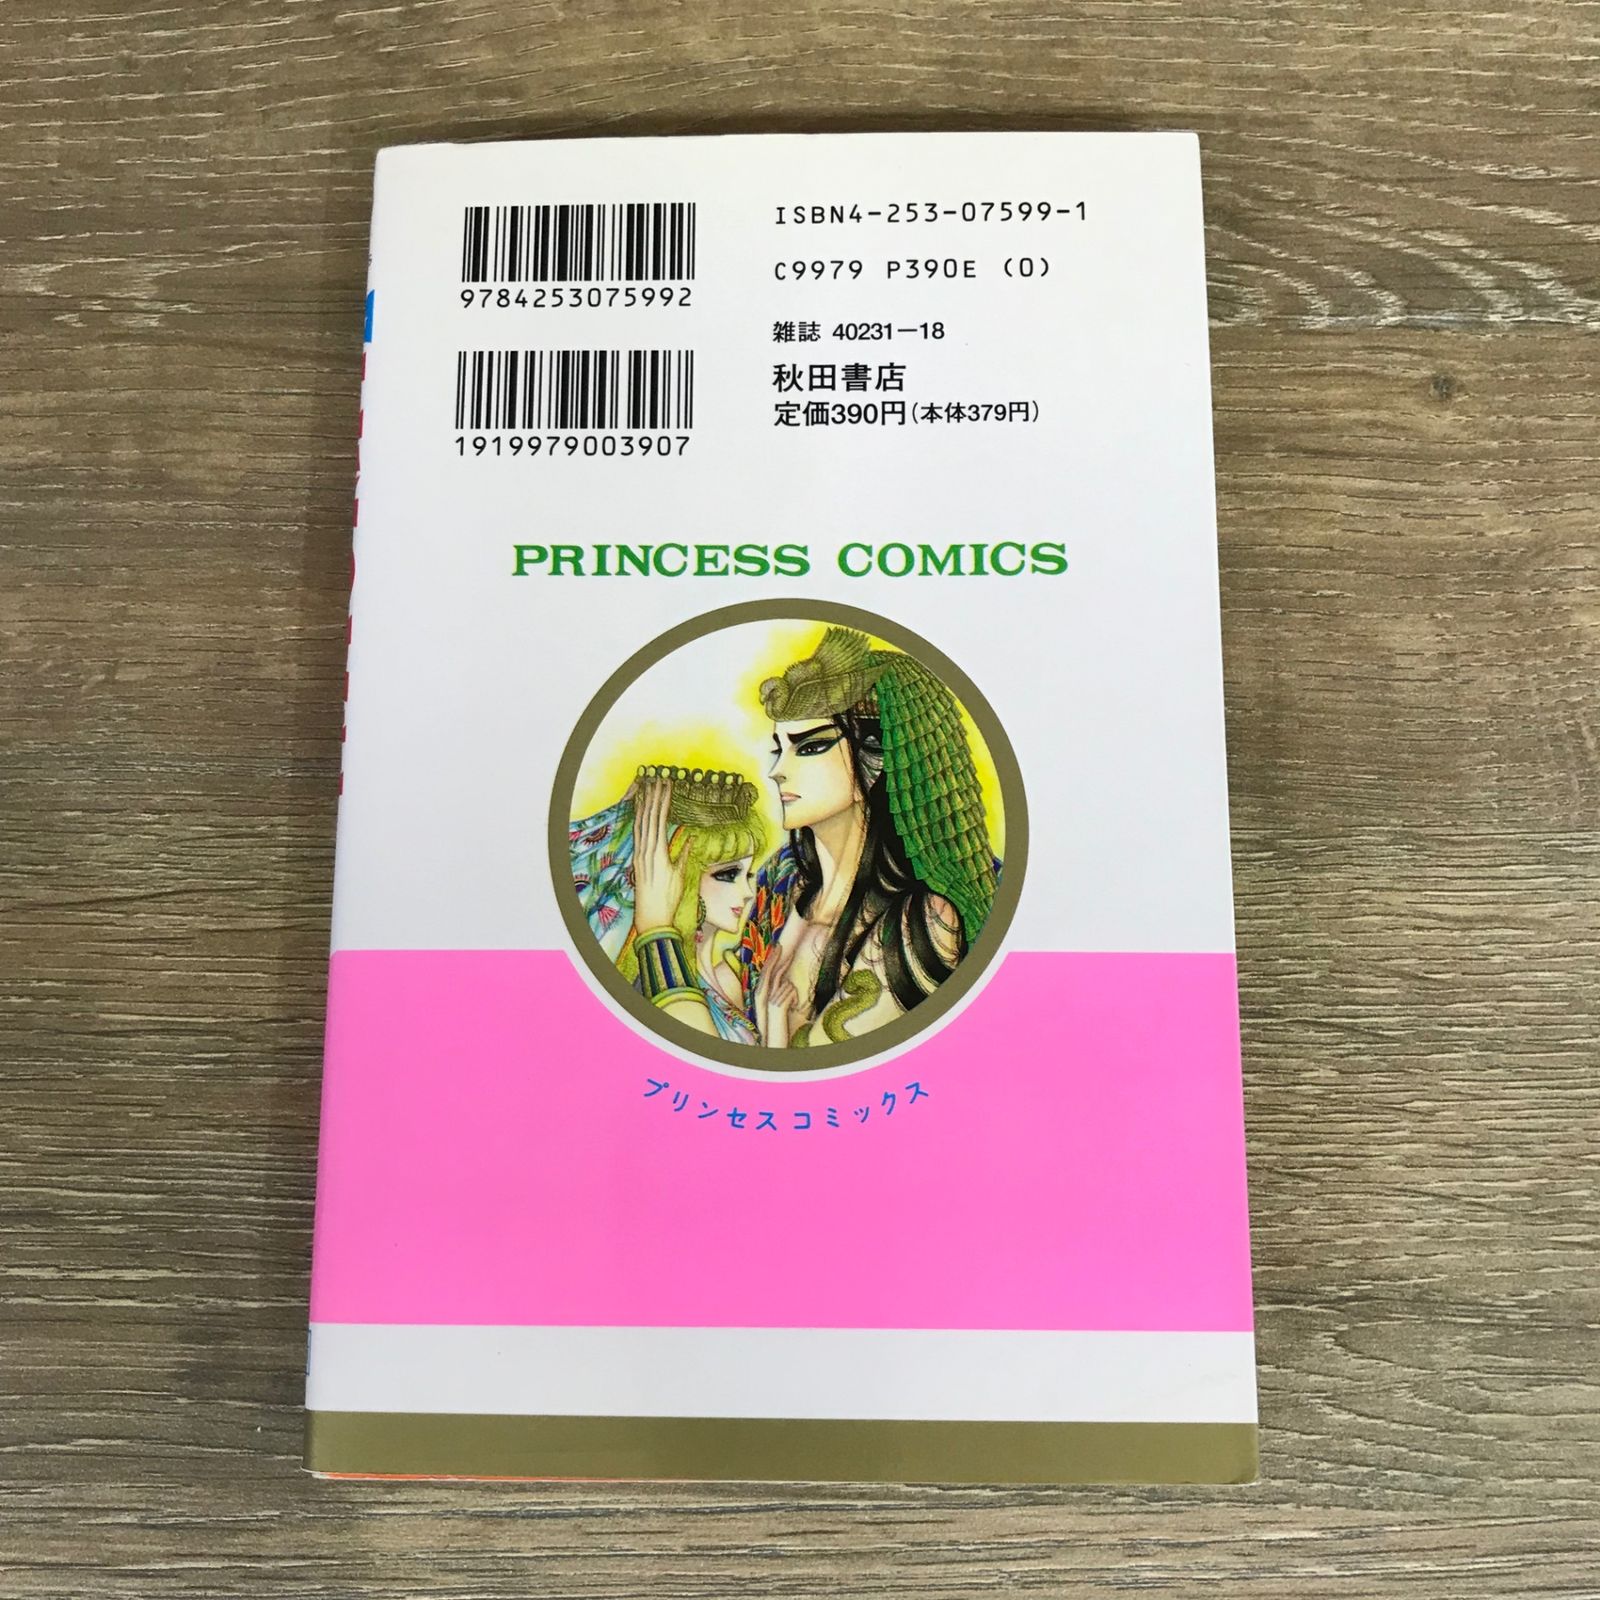 ISBN4-253-07599-1
9784253075992
C9979 P390E (0)
雑誌 40231-18
秋田書店
定価390円(本体379円)
1919979003907
PRINCESS COMICS
プリンセスコミックス